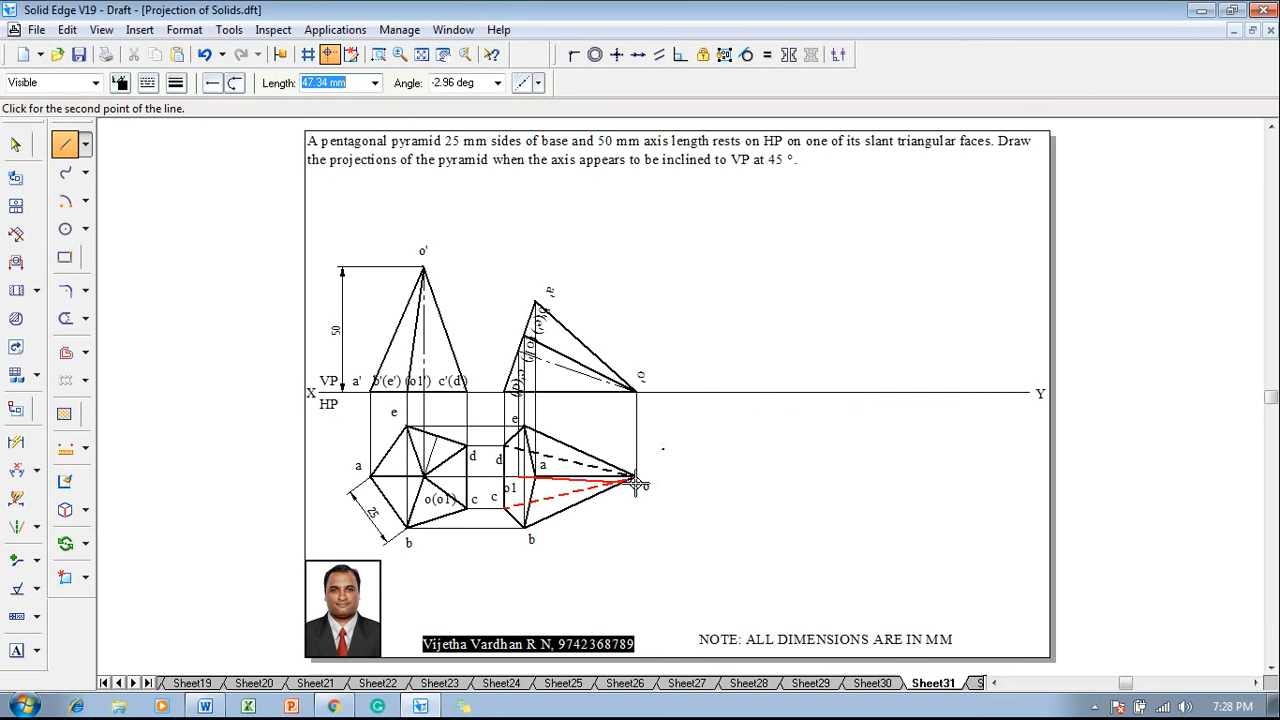 Solid Edge V19 - Draft - [Projection of Solids.dft]
File Edit View Insert Format Tools Inspect Applications Manage Window Help
Visible Length: 47.34 mm Angle: -2.96 deg
Click for the second point of the line.
A pentagonal pyramid 25 mm sides of base and 50 mm axis length rests on HP on one of its slant triangular faces. Draw
the projections of the pyramid when the axis appears to be inclined to VP at 45 °.
o'
a'
b'(e')
(o1')
c'(d')
o'
50
VP a' b'(e') (o1') c'(d')
X Y
HP
e e
a d d a
o(o1) c c o1 o
25
b b
Vijetha Vardhan R N, 9742368789
NOTE: ALL DIMENSIONS ARE IN MM
Sheet19 Sheet20 Sheet21 Sheet22 Sheet23 Sheet24 Sheet25 Sheet26 Sheet27 Sheet28 Sheet29 Sheet30 Sheet31 S
7:28 PM